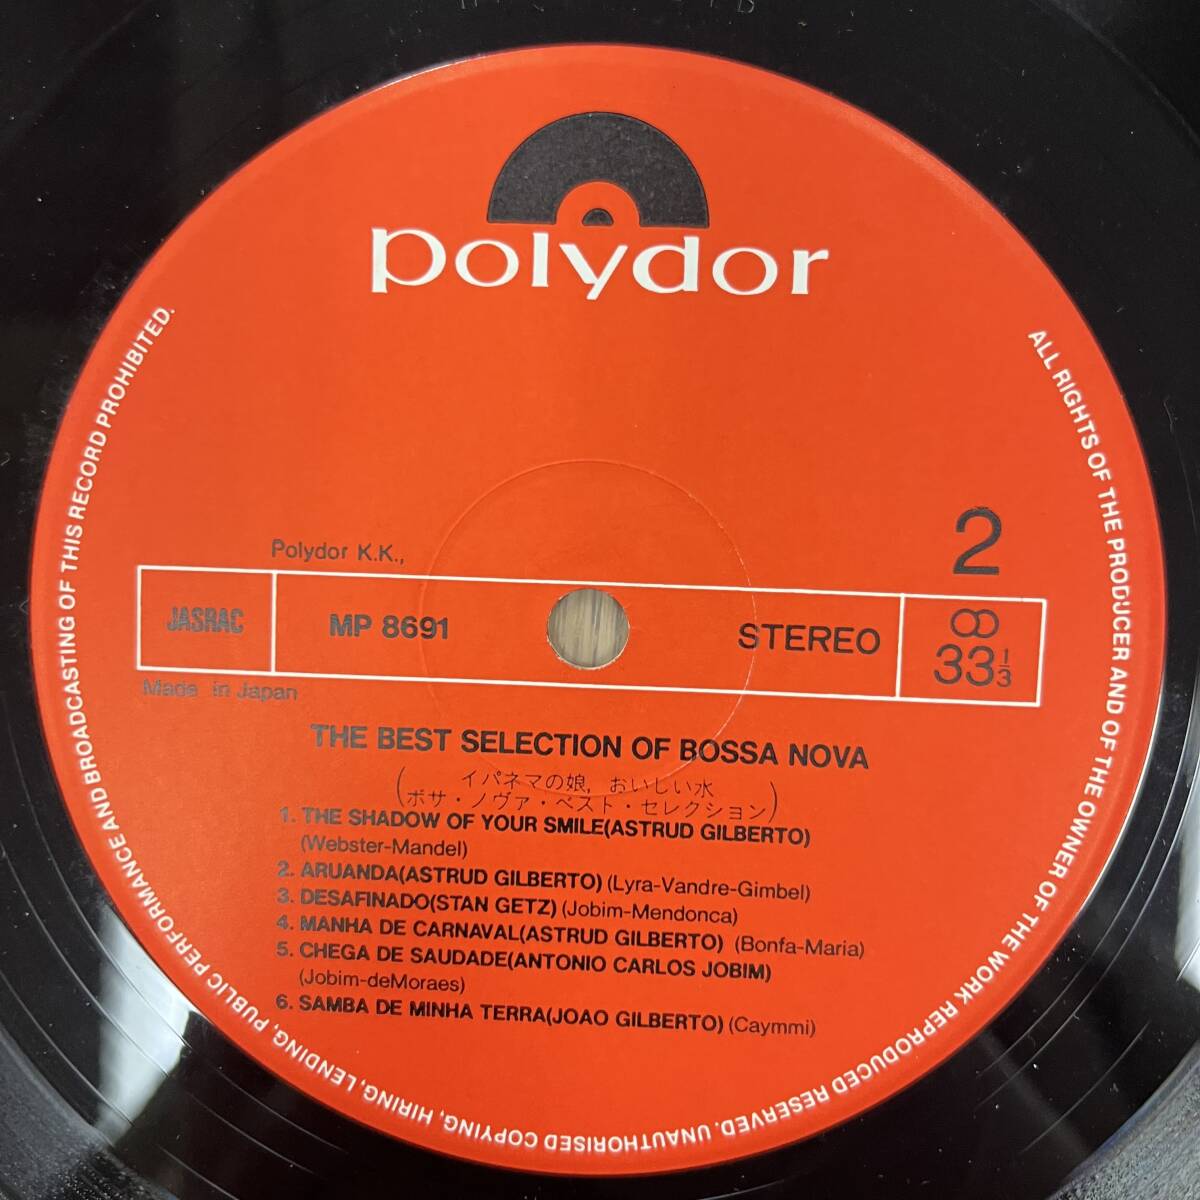 polydor
ALL RIGHTS OF THE PRODUCER AND OF THE OWNER OF THE WORK REPRODUCED RESERVED. UNAUTHORISED COPYING, HIRING, LENDING, PUBLIC PERFORMANCE AND BROADCASTING OF THIS RECORD PROHIBITED.
2
Polydor K.K.,
JASRAC
MP 8691
STEREO
33 1/3
Made in Japan
THE BEST SELECTION OF BOSSA NOVA
(イパネマの娘, おいしい水
ボサ・ノヴァ・ベスト・セレクション)
1. THE SHADOW OF YOUR SMILE(ASTRUD GILBERTO)
(Webster-Mandel)
2. ARUANDA(ASTRUD GILBERTO) (Lyra-Vandre-Gimbel)
3. DESAFINADO(STAN GETZ) (Jobim-Mendonca)
4. MANHA DE CARNAVAL(ASTRUD GILBERTO) (Bonfa-Maria)
5. CHEGA DE SAUDADE(ANTONIO CARLOS JOBIM)
(Jobim-deMoraes)
6. SAMBA DE MINHA TERRA(JOAO GILBERTO) (Caymmi)